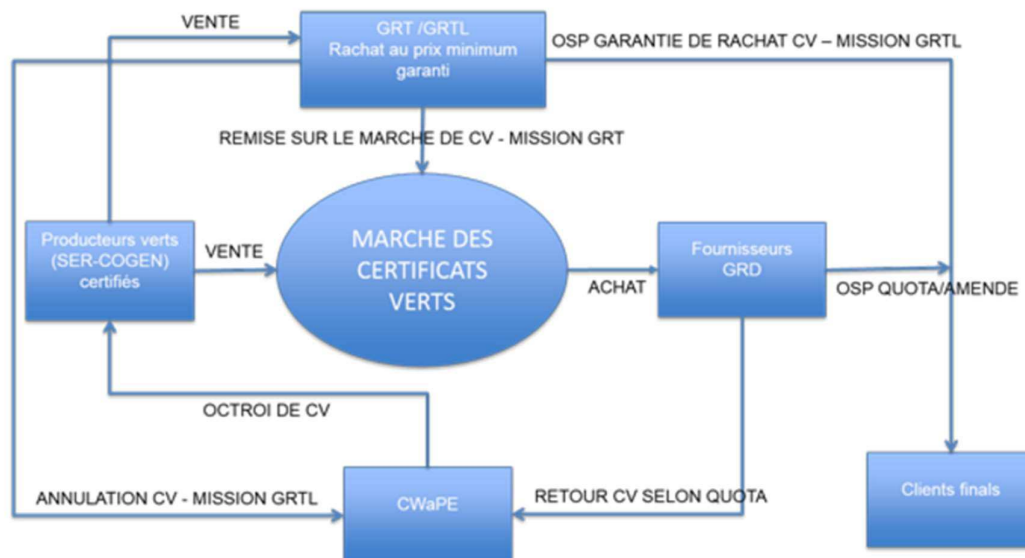 VENTE
GRT /GRTL
Rachat au prix minimum
garanti
OSP GARANTIE DE RACHAT CV – MISSION GRTL
REMISE SUR LE MARCHE DE CV - MISSION GRT
Producteurs verts
(SER-COGEN)
certifiés
VENTE
MARCHE DES
CERTIFICATS
VERTS
ACHAT
Fournisseurs
GRD
OSP QUOTA/AMENDE
OCTROI DE CV
ANNULATION CV - MISSION GRTL
CWaPE
RETOUR CV SELON QUOTA
Clients finals